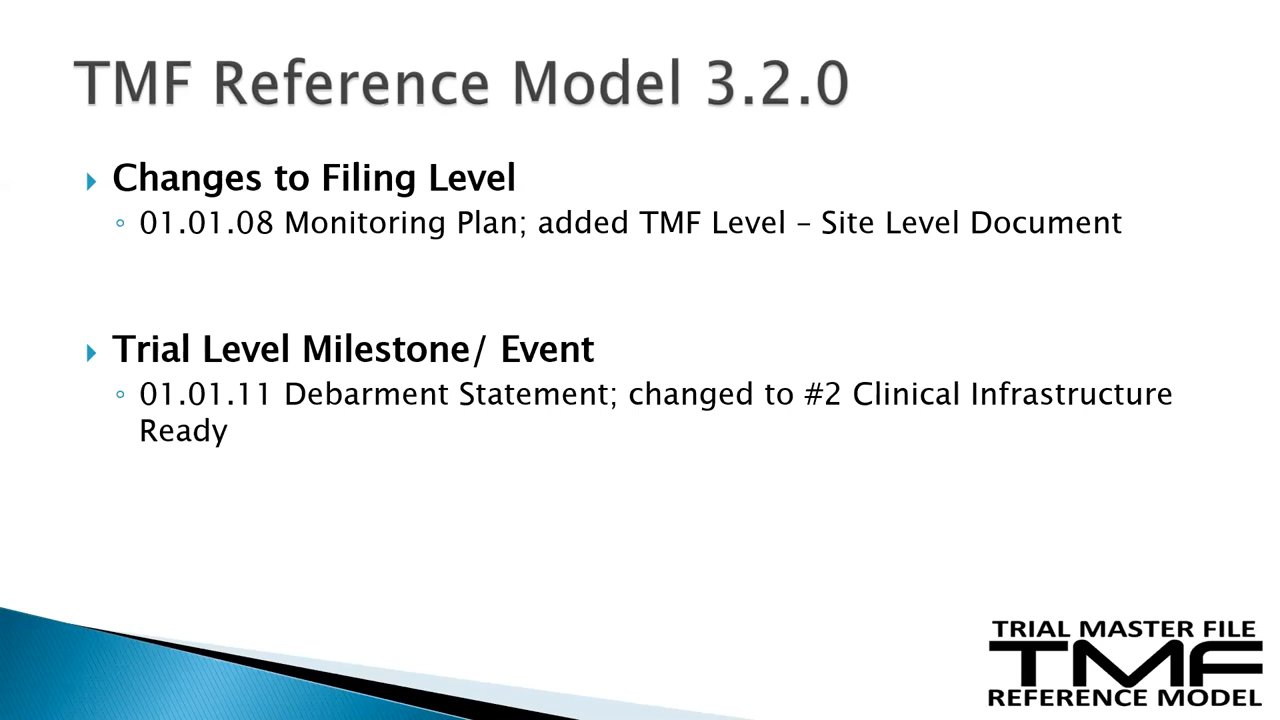 TMF Reference Model 3.2.0
Changes to Filing Level
01.01.08 Monitoring Plan; added TMF Level – Site Level Document
Trial Level Milestone/ Event
01.01.11 Debarment Statement; changed to #2 Clinical Infrastructure
Ready
TRIAL MASTER FILE
TMF
REFERENCE MODEL